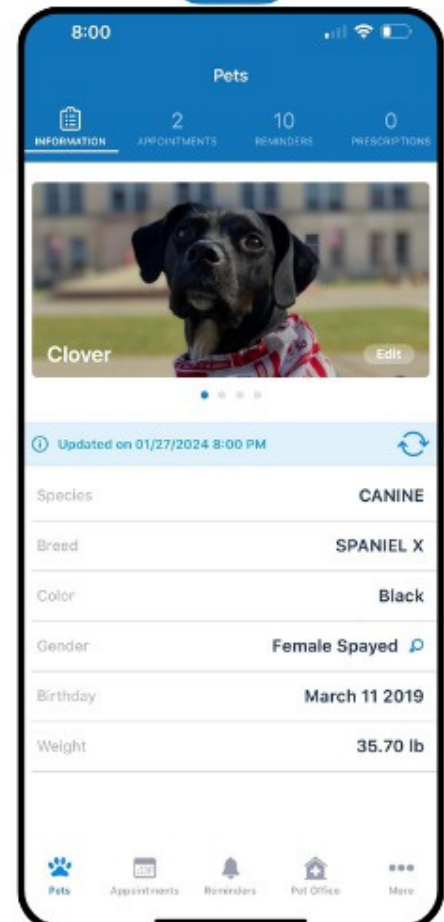 8:00
Pets
2 10 0
INFORMATION APPOINTMENTS REMINDERS PRESCRIPTIONS
Clover Edit
Updated on 01/27/2024 8:00 PM
Species CANINE
Breed SPANIEL X
Color Black
Gender Female Spayed
Birthday March 11 2019
Weight 35.70 lb
Pets Appointments Reminders Pet Office More